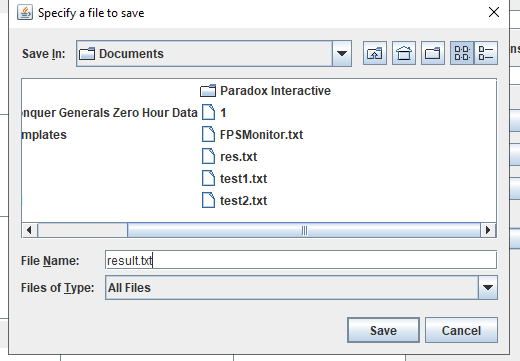 Specify a file to save
Save In: Documents
Paradox Interactive
onquer Generals Zero Hour Data
1
mplates
FPSMonitor.txt
res.txt
test1.txt
test2.txt
File Name: result.txt
Files of Type: All Files
Save
Cancel